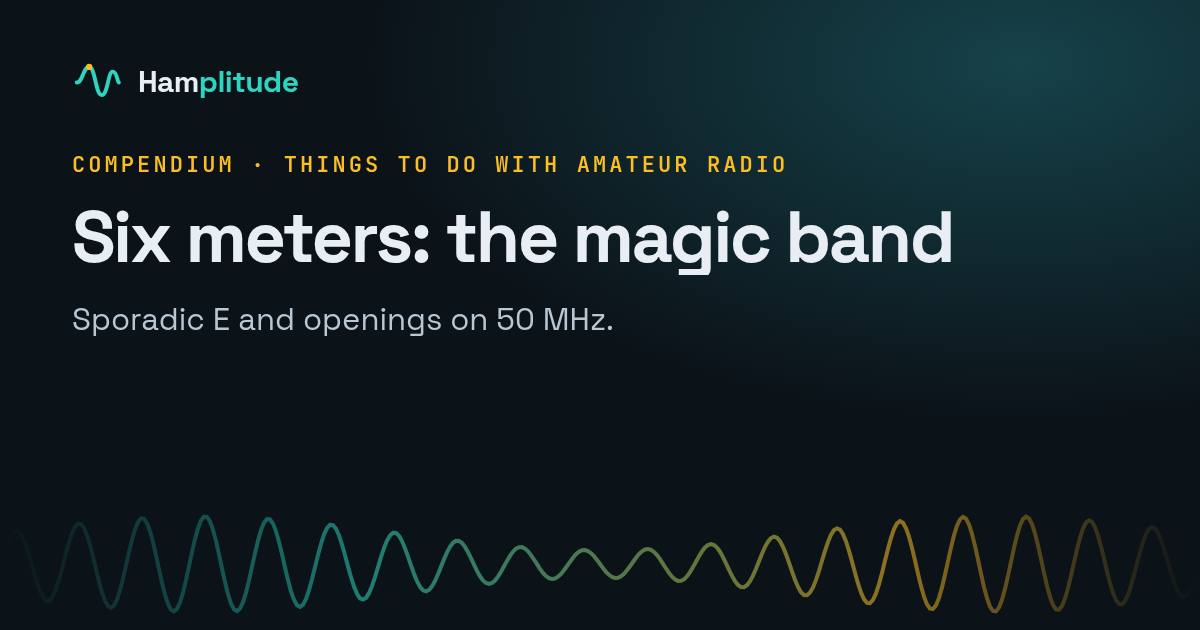 Hamplitude
COMPENDIUM · THINGS TO DO WITH AMATEUR RADIO
Six meters: the magic band
Sporadic E and openings on 50 MHz.